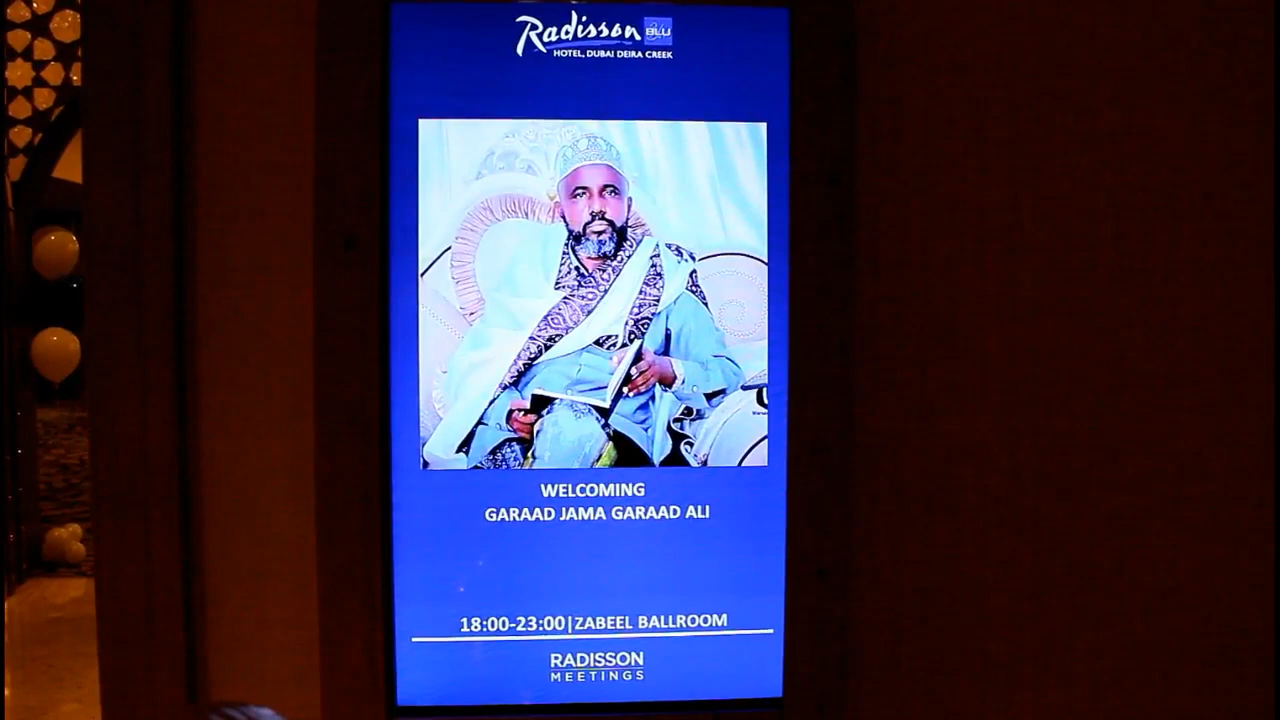 Radisson BLU
HOTEL, DUBAI DEIRA CREEK
WELCOMING
GARAAD JAMA GARAAD ALI
18:00-23:00|ZABEEL BALLROOM
RADISSON
MEETINGS